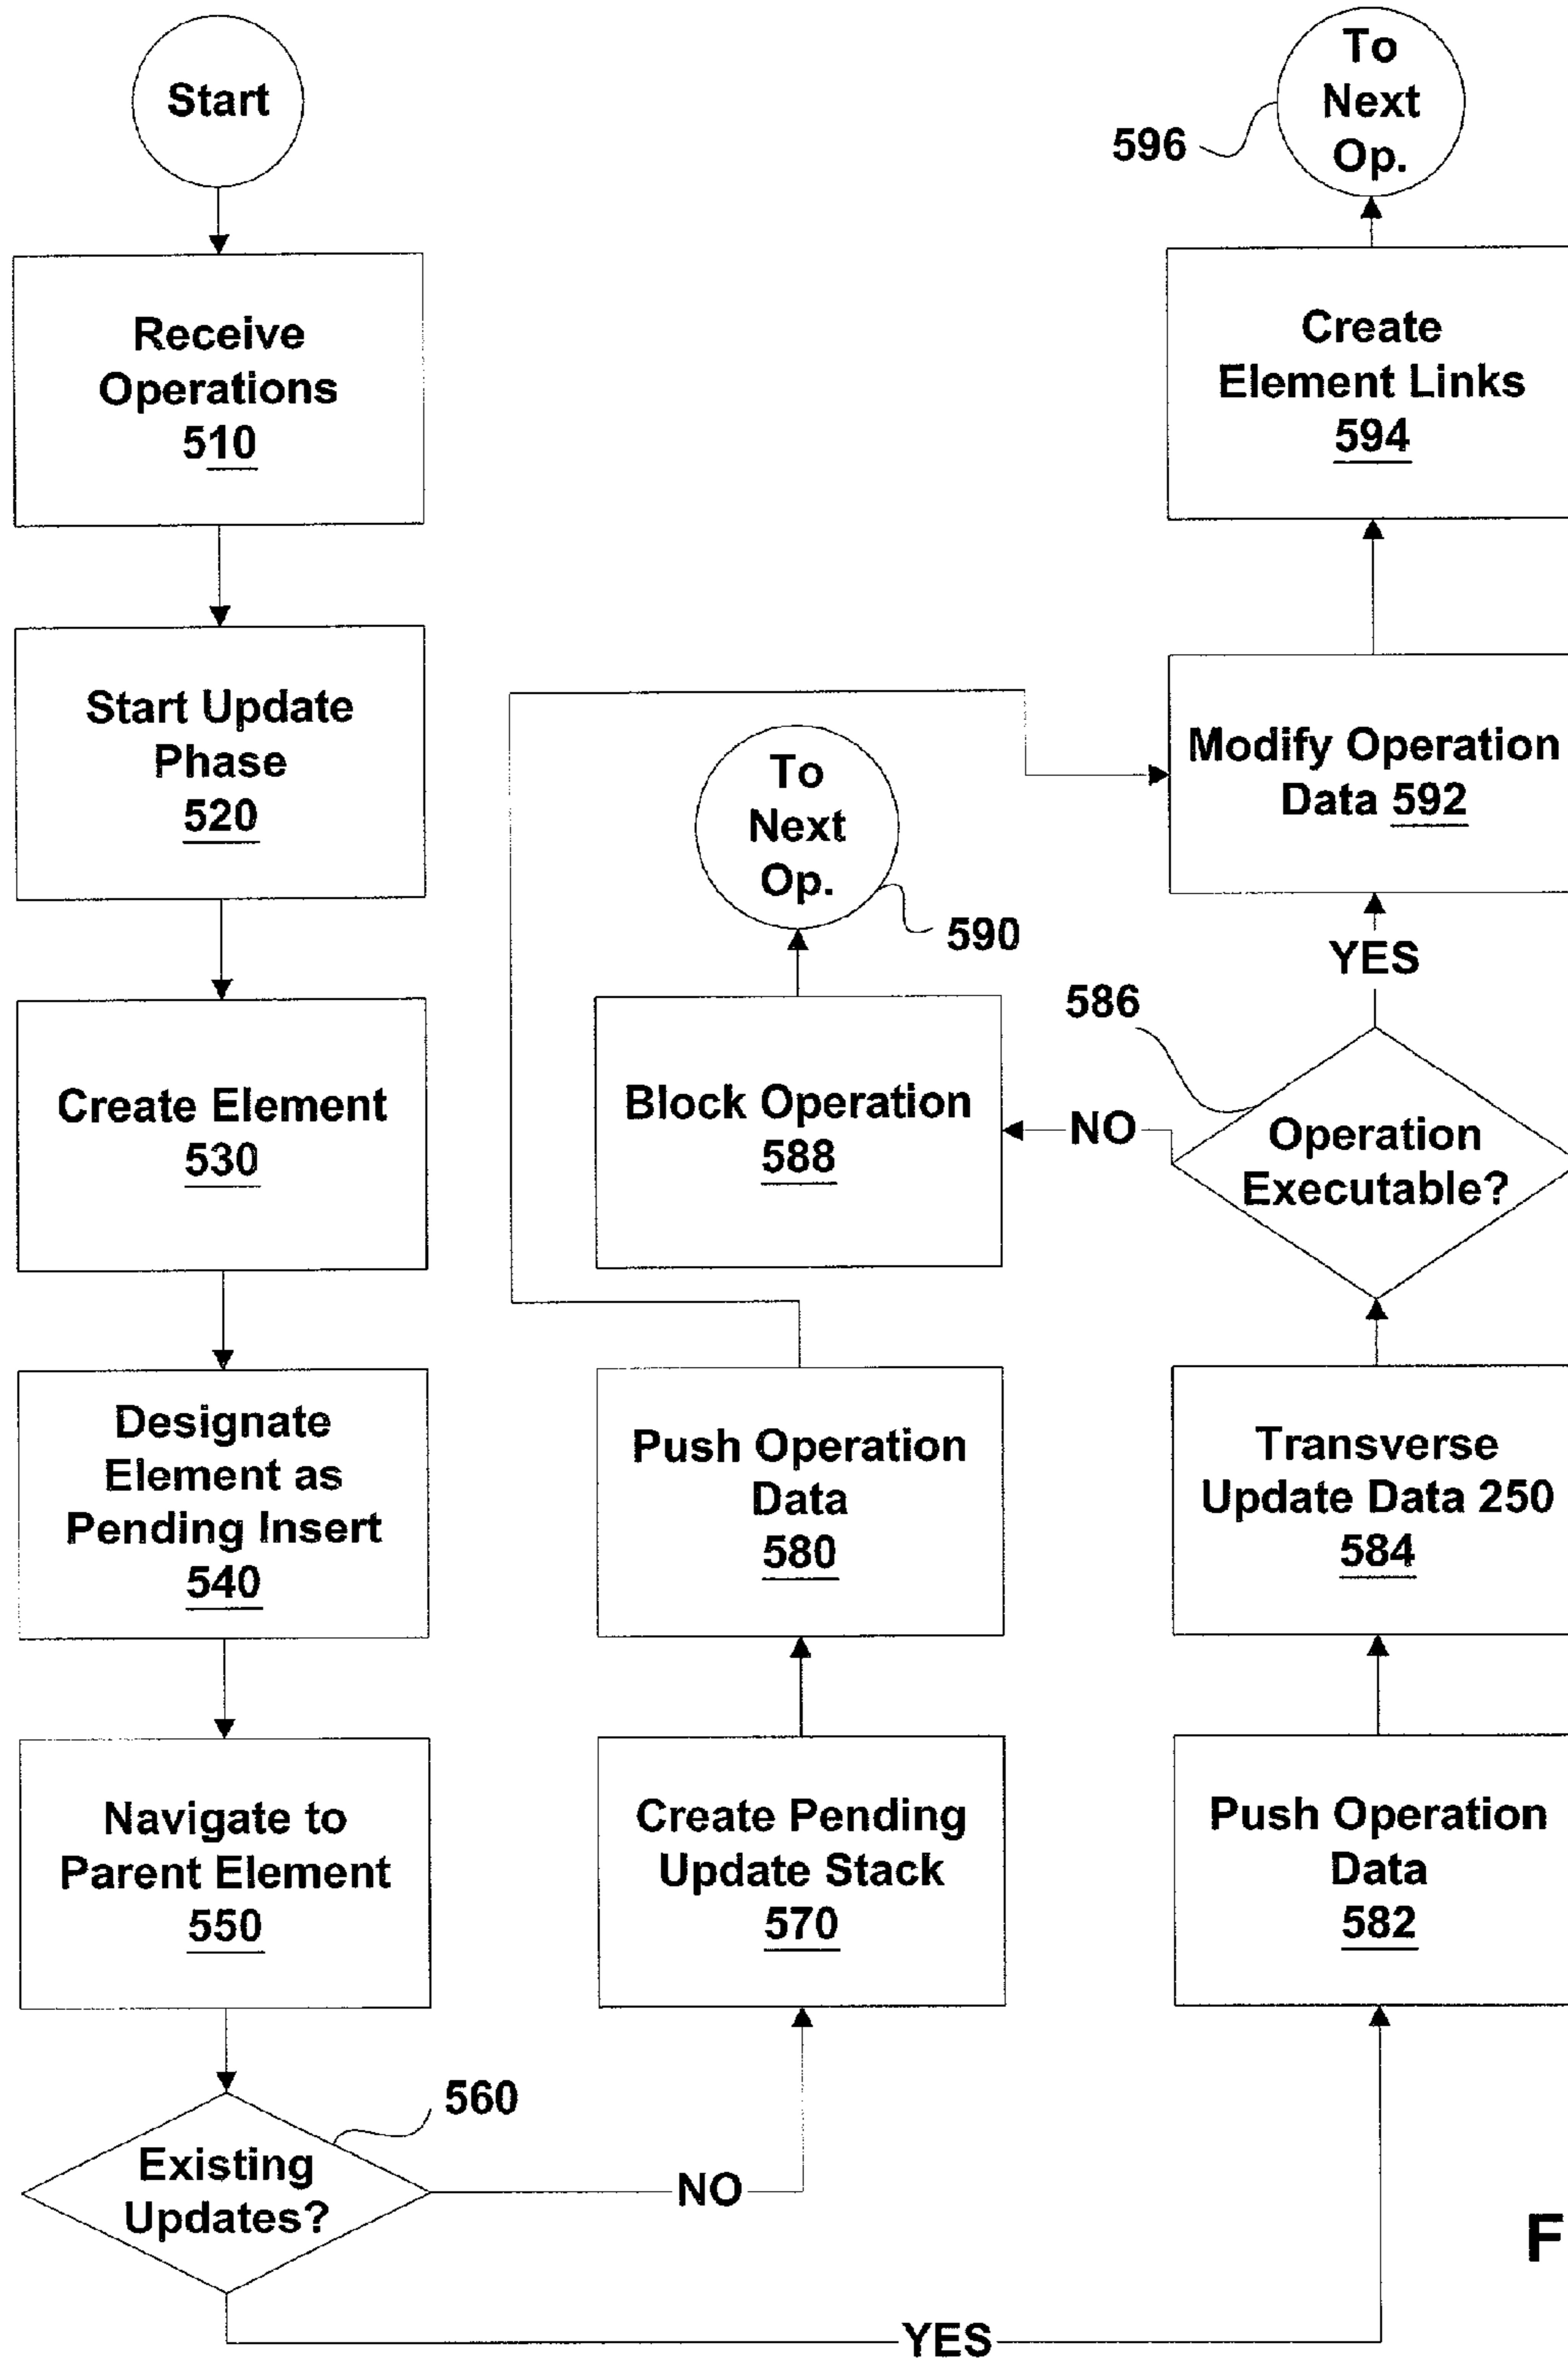 Start
Receive
Operations
510
Start Update
Phase
520
Create Element
530
Designate
Element as
Pending Insert
540
Navigate to
Parent Element
550
560
Existing
Updates?
NO
YES
Create Pending
Update Stack
570
Push Operation
Data
580
Push Operation
Data
582
Transverse
Update Data 250
584
586
Operation
Executable?
NO
YES
Block Operation
588
To
Next
Op.
590
Modify Operation
Data 592
Create
Element Links
594
To
Next
Op.
596
F